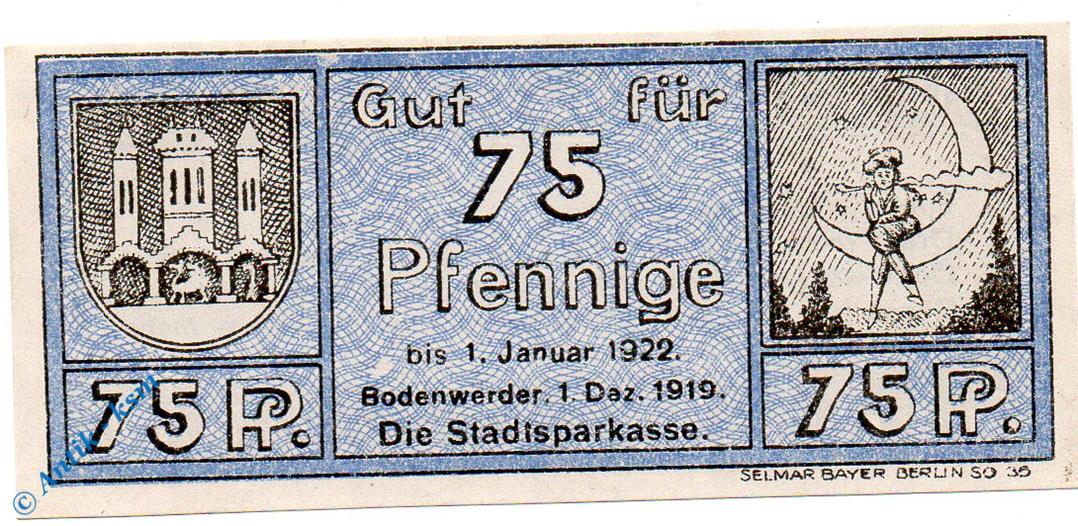 Gut für
75
Pfennige
bis 1. Januar 1922.
Bodenwerder. 1. Dez. 1919.
Die Stadtsparkasse.
75 Pf.
75 Pf.
SELMAR BAYER BERLIN SO 36
© Antik - ksm